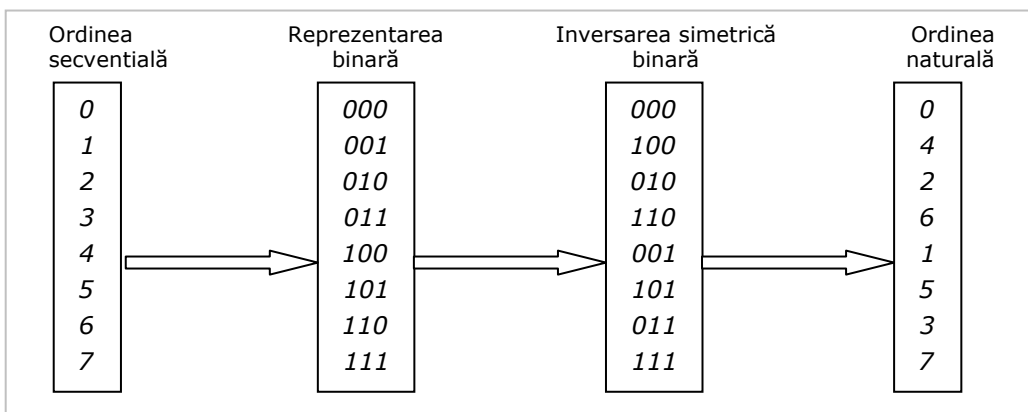 Ordinea Reprezentarea Inversarea simetrică Ordinea
secventială binară binară naturală
0 000 000 0
1 001 100 4
2 010 010 2
3 011 110 6
4 100 001 1
5 101 101 5
6 110 011 3
7 111 111 7